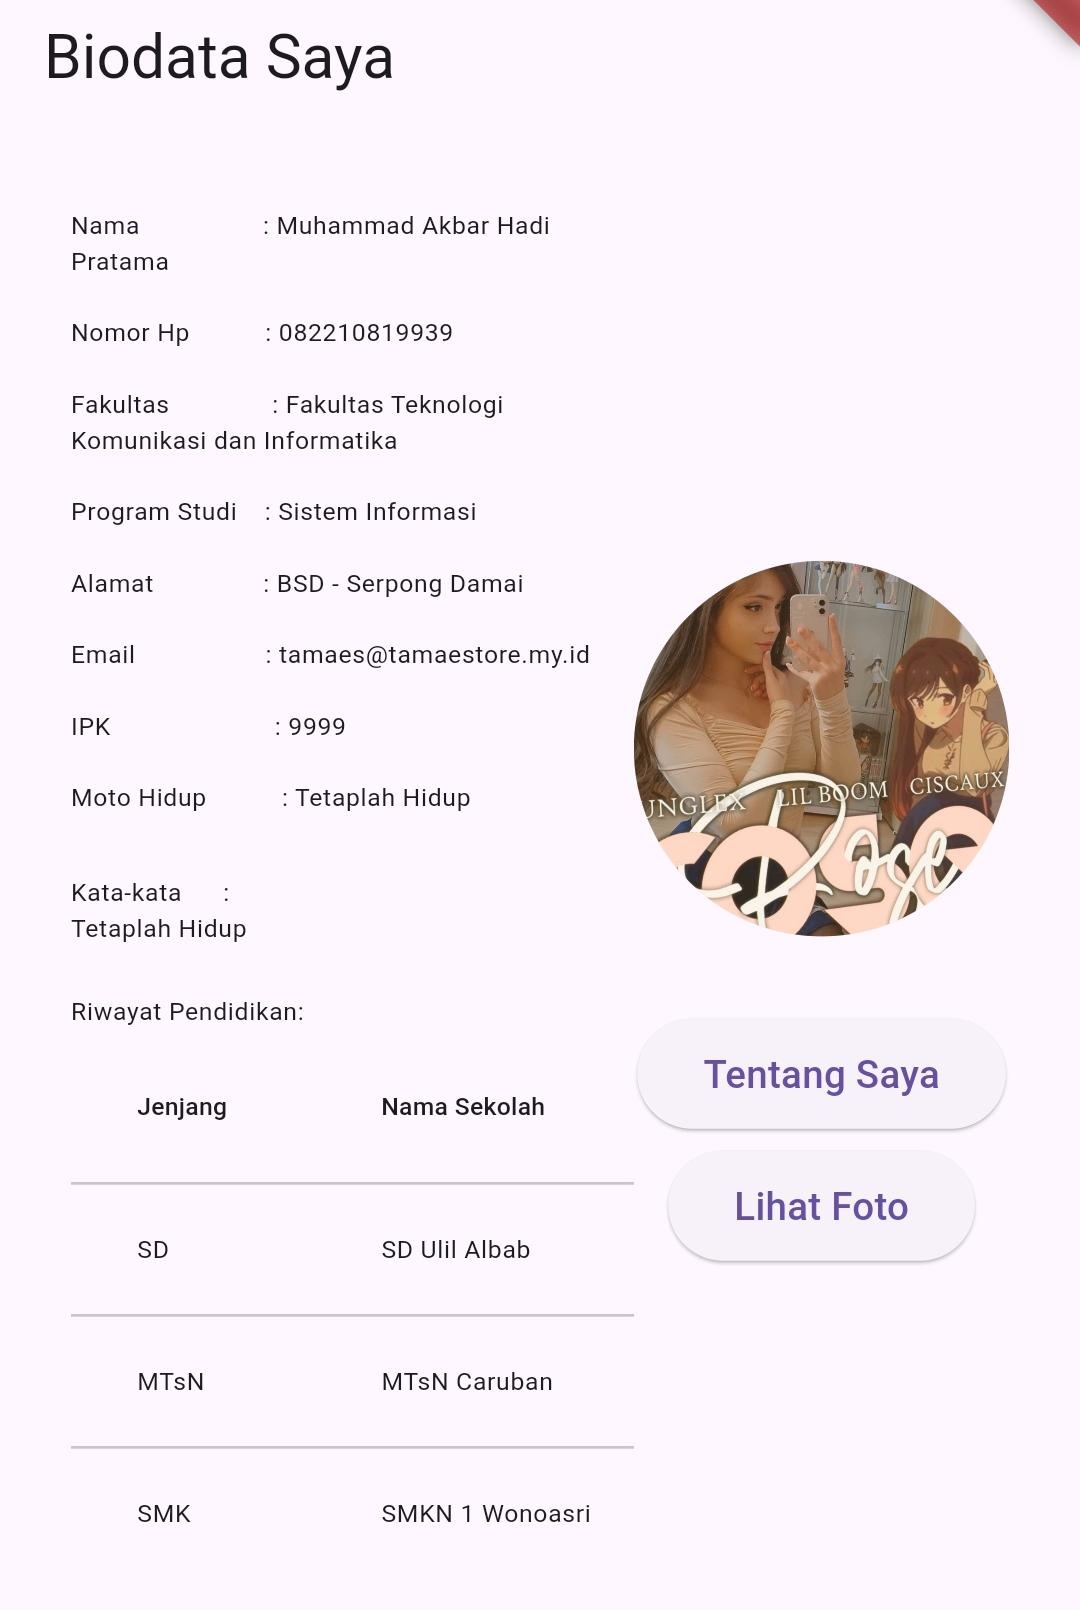 Biodata Saya
Nama : Muhammad Akbar Hadi
Pratama
Nomor Hp : 082210819939
Fakultas : Fakultas Teknologi
Komunikasi dan Informatika
Program Studi : Sistem Informasi
Alamat : BSD - Serpong Damai
Email : tamaes@tamaestore.my.id
IPK : 9999
Moto Hidup : Tetaplah Hidup
Kata-kata :
Tetaplah Hidup
UNGLEX LIL BOOM CISCAUX
Rose
Riwayat Pendidikan:
Tentang Saya
Lihat Foto
Jenjang Nama Sekolah
SD SD Ulil Albab
MTsN MTsN Caruban
SMK SMKN 1 Wonoasri